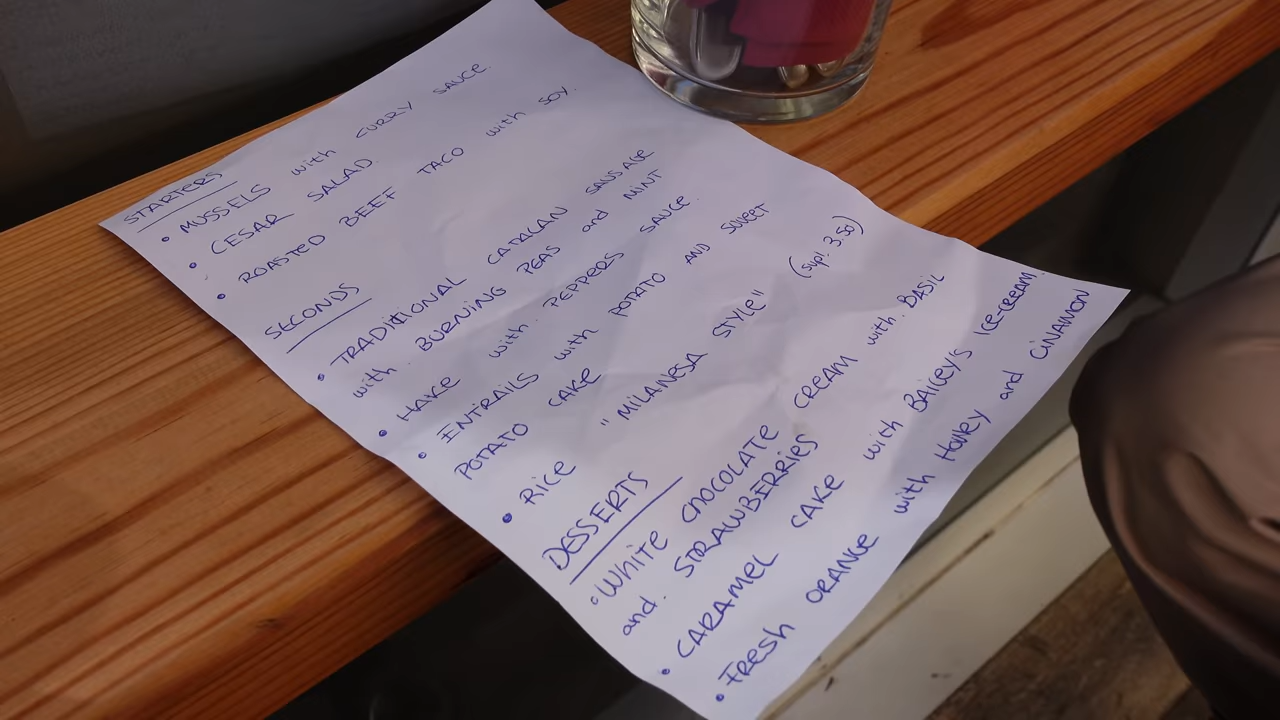 STARTERS
• MUSSELS with CURRY SAUCE.
• CESAR SALAD.
• ROASTED BEEF TACO with SOY.
SECONDS
• TRADITIONAL CATALAN SAUSAGE
with BURNING PEAS and MINT
• HAKE with PEPPERS SAUCE.
• ENTRAILS with POTATO AND SWEET
POTATO CAKE
• RICE "MILAINESA STYLE" (supl. 3.50)
DESSERTS
• WHITE CHOCOLATE CREAM with BASIL
and STRAWBERRIES
• CARAMEL CAKE with BAILEY'S ICE-CREAM.
• FRESH ORANGE with HONEY and CINAMON